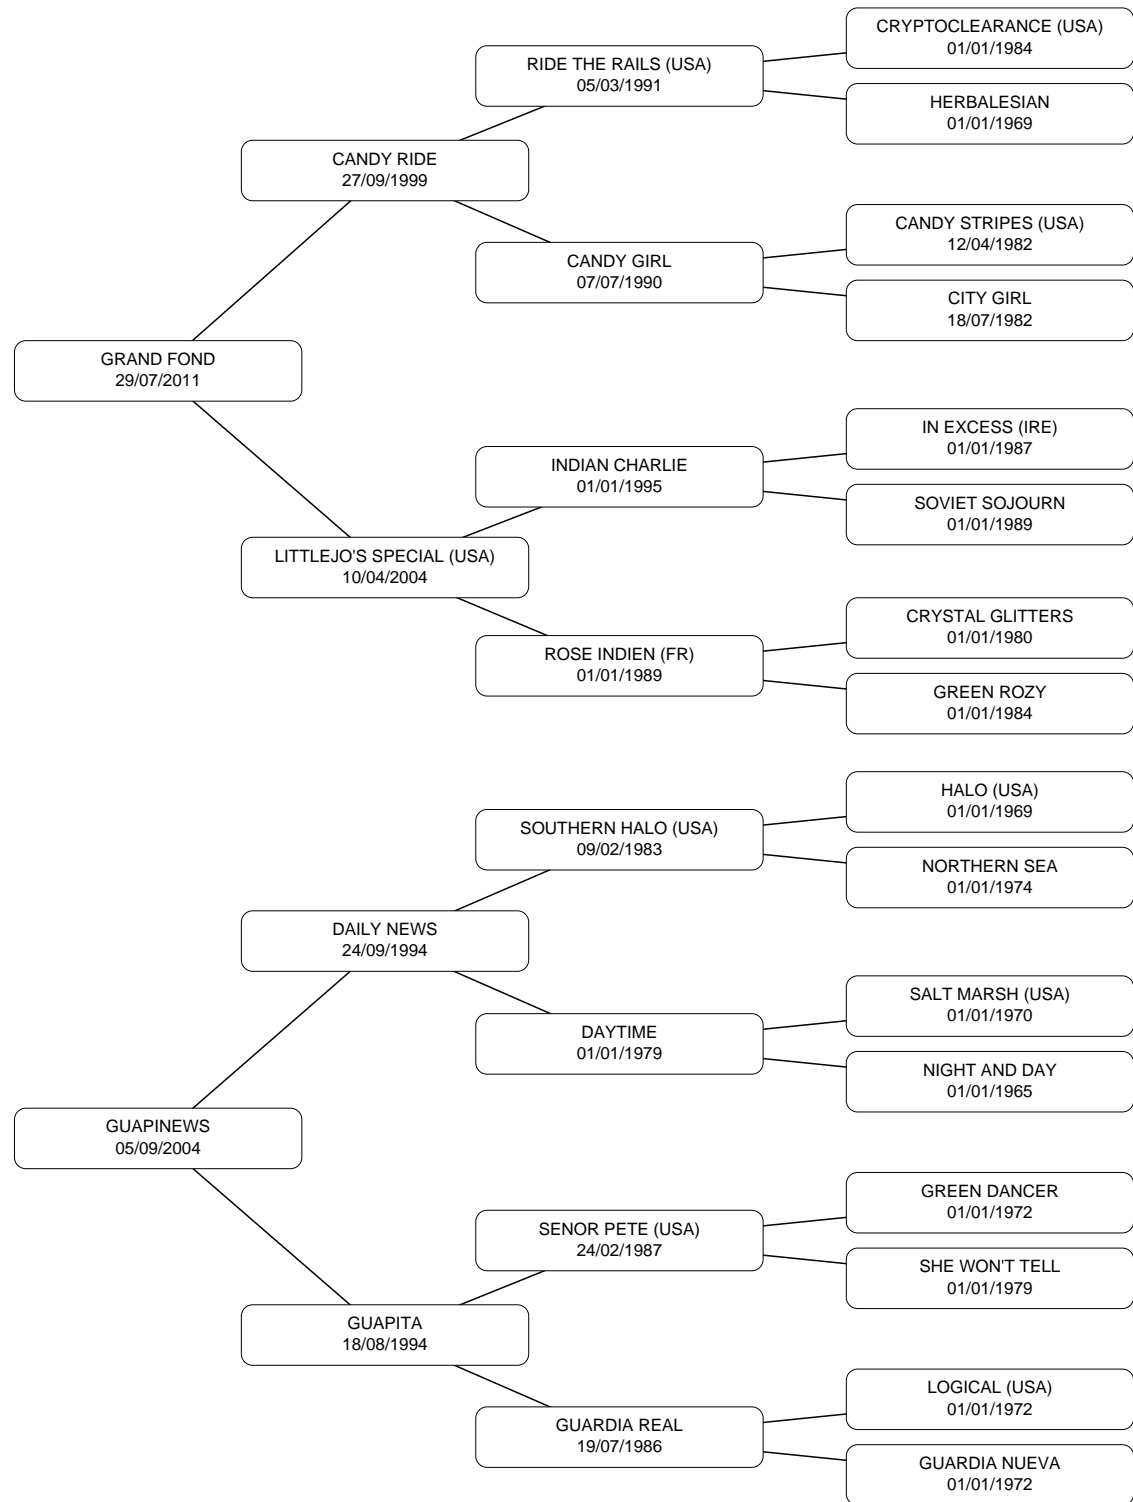 CRYPTOCLEARANCE (USA)
01/01/1984
RIDE THE RAILS (USA)
05/03/1991
HERBALESIAN
01/01/1969
CANDY RIDE
27/09/1999
CANDY STRIPES (USA)
12/04/1982
CANDY GIRL
07/07/1990
CITY GIRL
18/07/1982
GRAND FOND
29/07/2011
IN EXCESS (IRE)
01/01/1987
INDIAN CHARLIE
01/01/1995
SOVIET SOJOURN
01/01/1989
LITTLEJO'S SPECIAL (USA)
10/04/2004
CRYSTAL GLITTERS
01/01/1980
ROSE INDIEN (FR)
01/01/1989
GREEN ROZY
01/01/1984
HALO (USA)
01/01/1969
SOUTHERN HALO (USA)
09/02/1983
NORTHERN SEA
01/01/1974
DAILY NEWS
24/09/1994
SALT MARSH (USA)
01/01/1970
DAYTIME
01/01/1979
NIGHT AND DAY
01/01/1965
GUAPINEWS
05/09/2004
GREEN DANCER
01/01/1972
SENOR PETE (USA)
24/02/1987
SHE WON'T TELL
01/01/1979
GUAPITA
18/08/1994
LOGICAL (USA)
01/01/1972
GUARDIA REAL
19/07/1986
GUARDIA NUEVA
01/01/1972